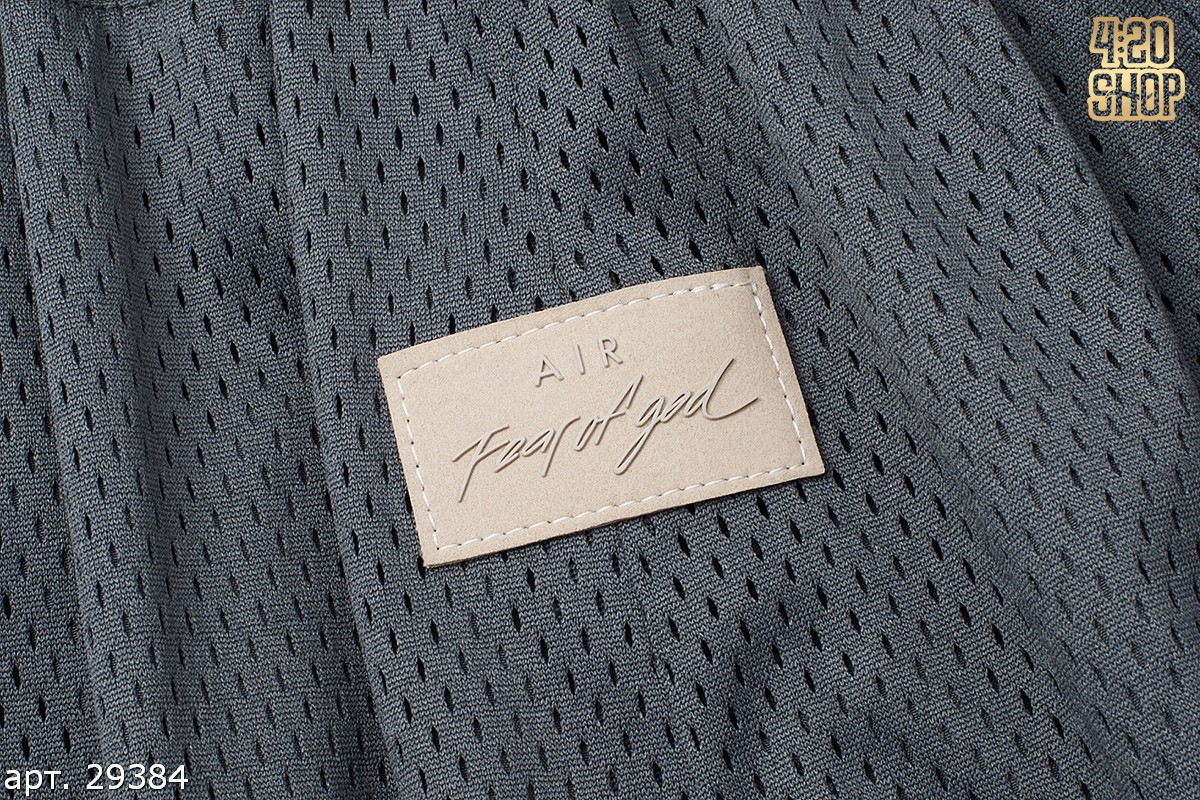 4:20
SHOP
AIR
Fear of god
арт. 29384